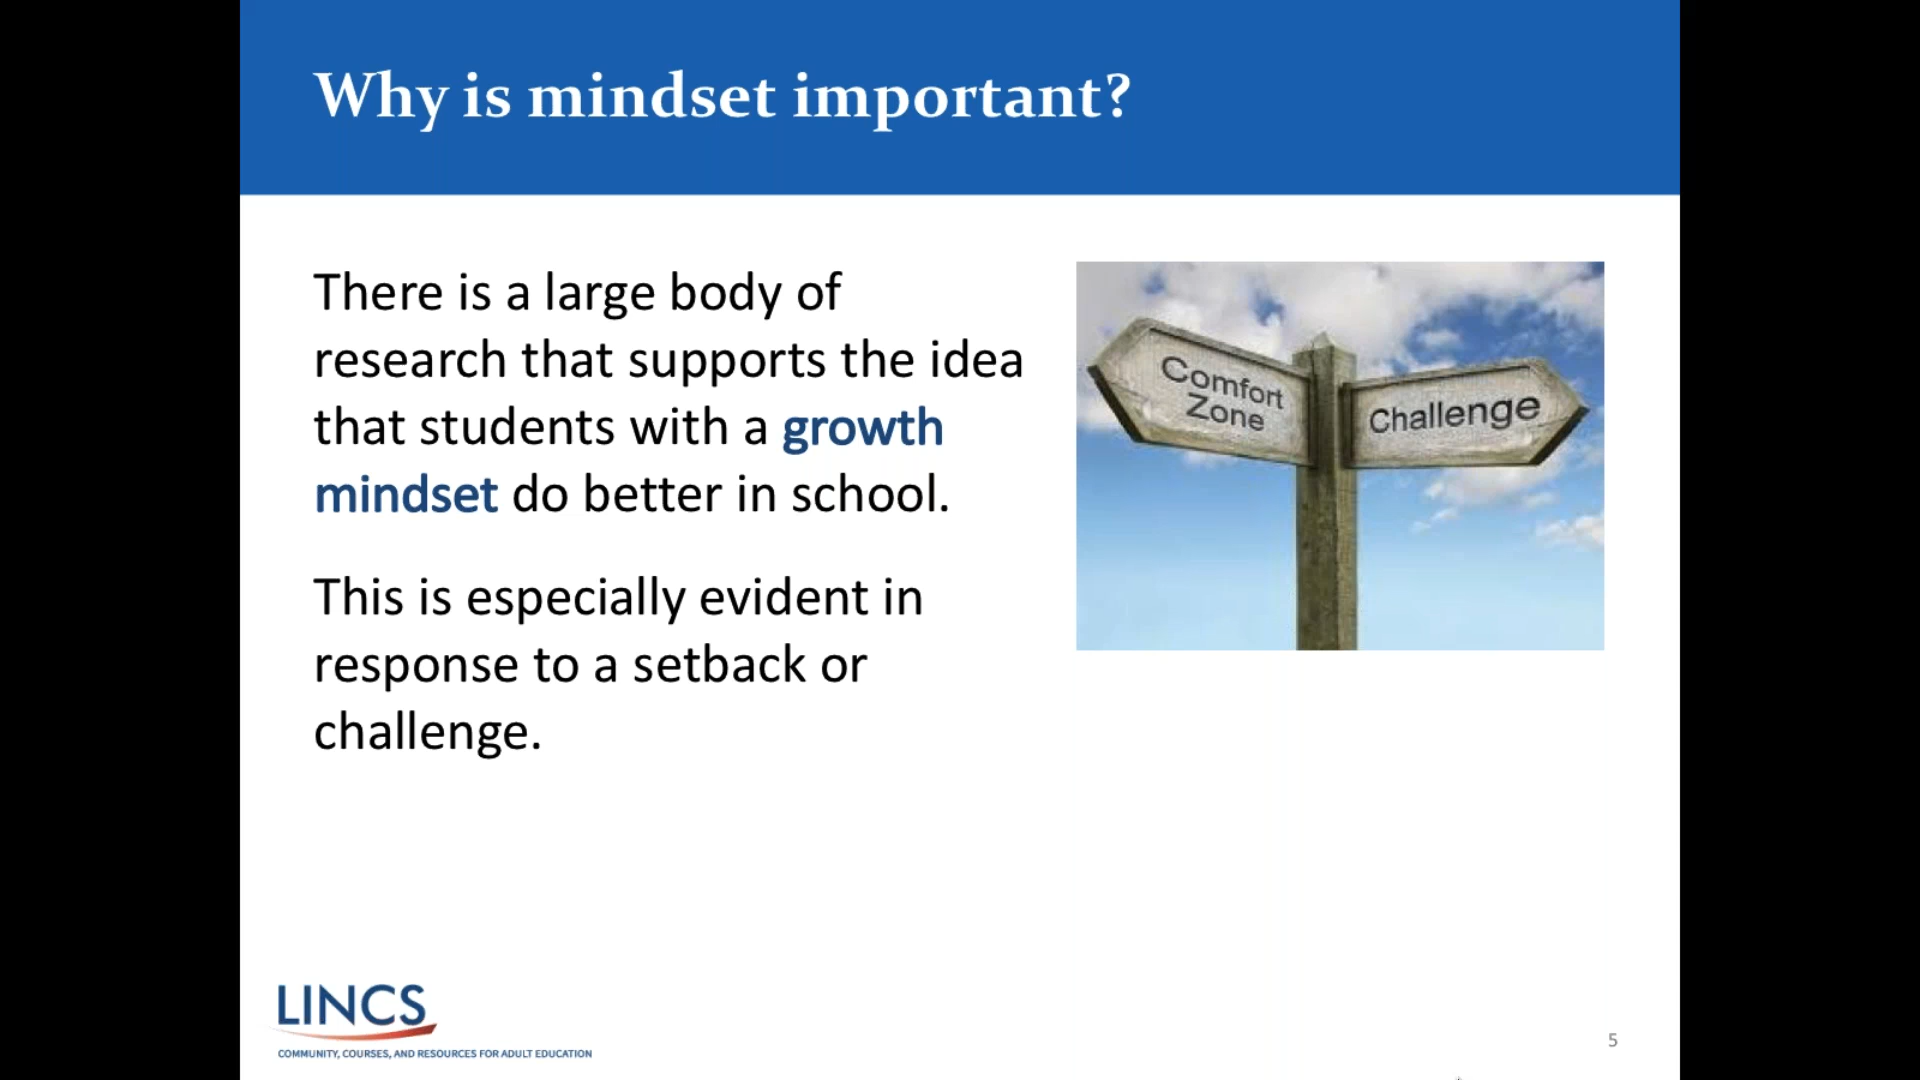 Why is mindset important?
There is a large body of
research that supports the idea
that students with a growth
mindset do better in school.
This is especially evident in
response to a setback or
challenge.
Comfort
Zone
Challenge
LINCS
COMMUNITY, COURSES, AND RESOURCES FOR ADULT EDUCATION
5